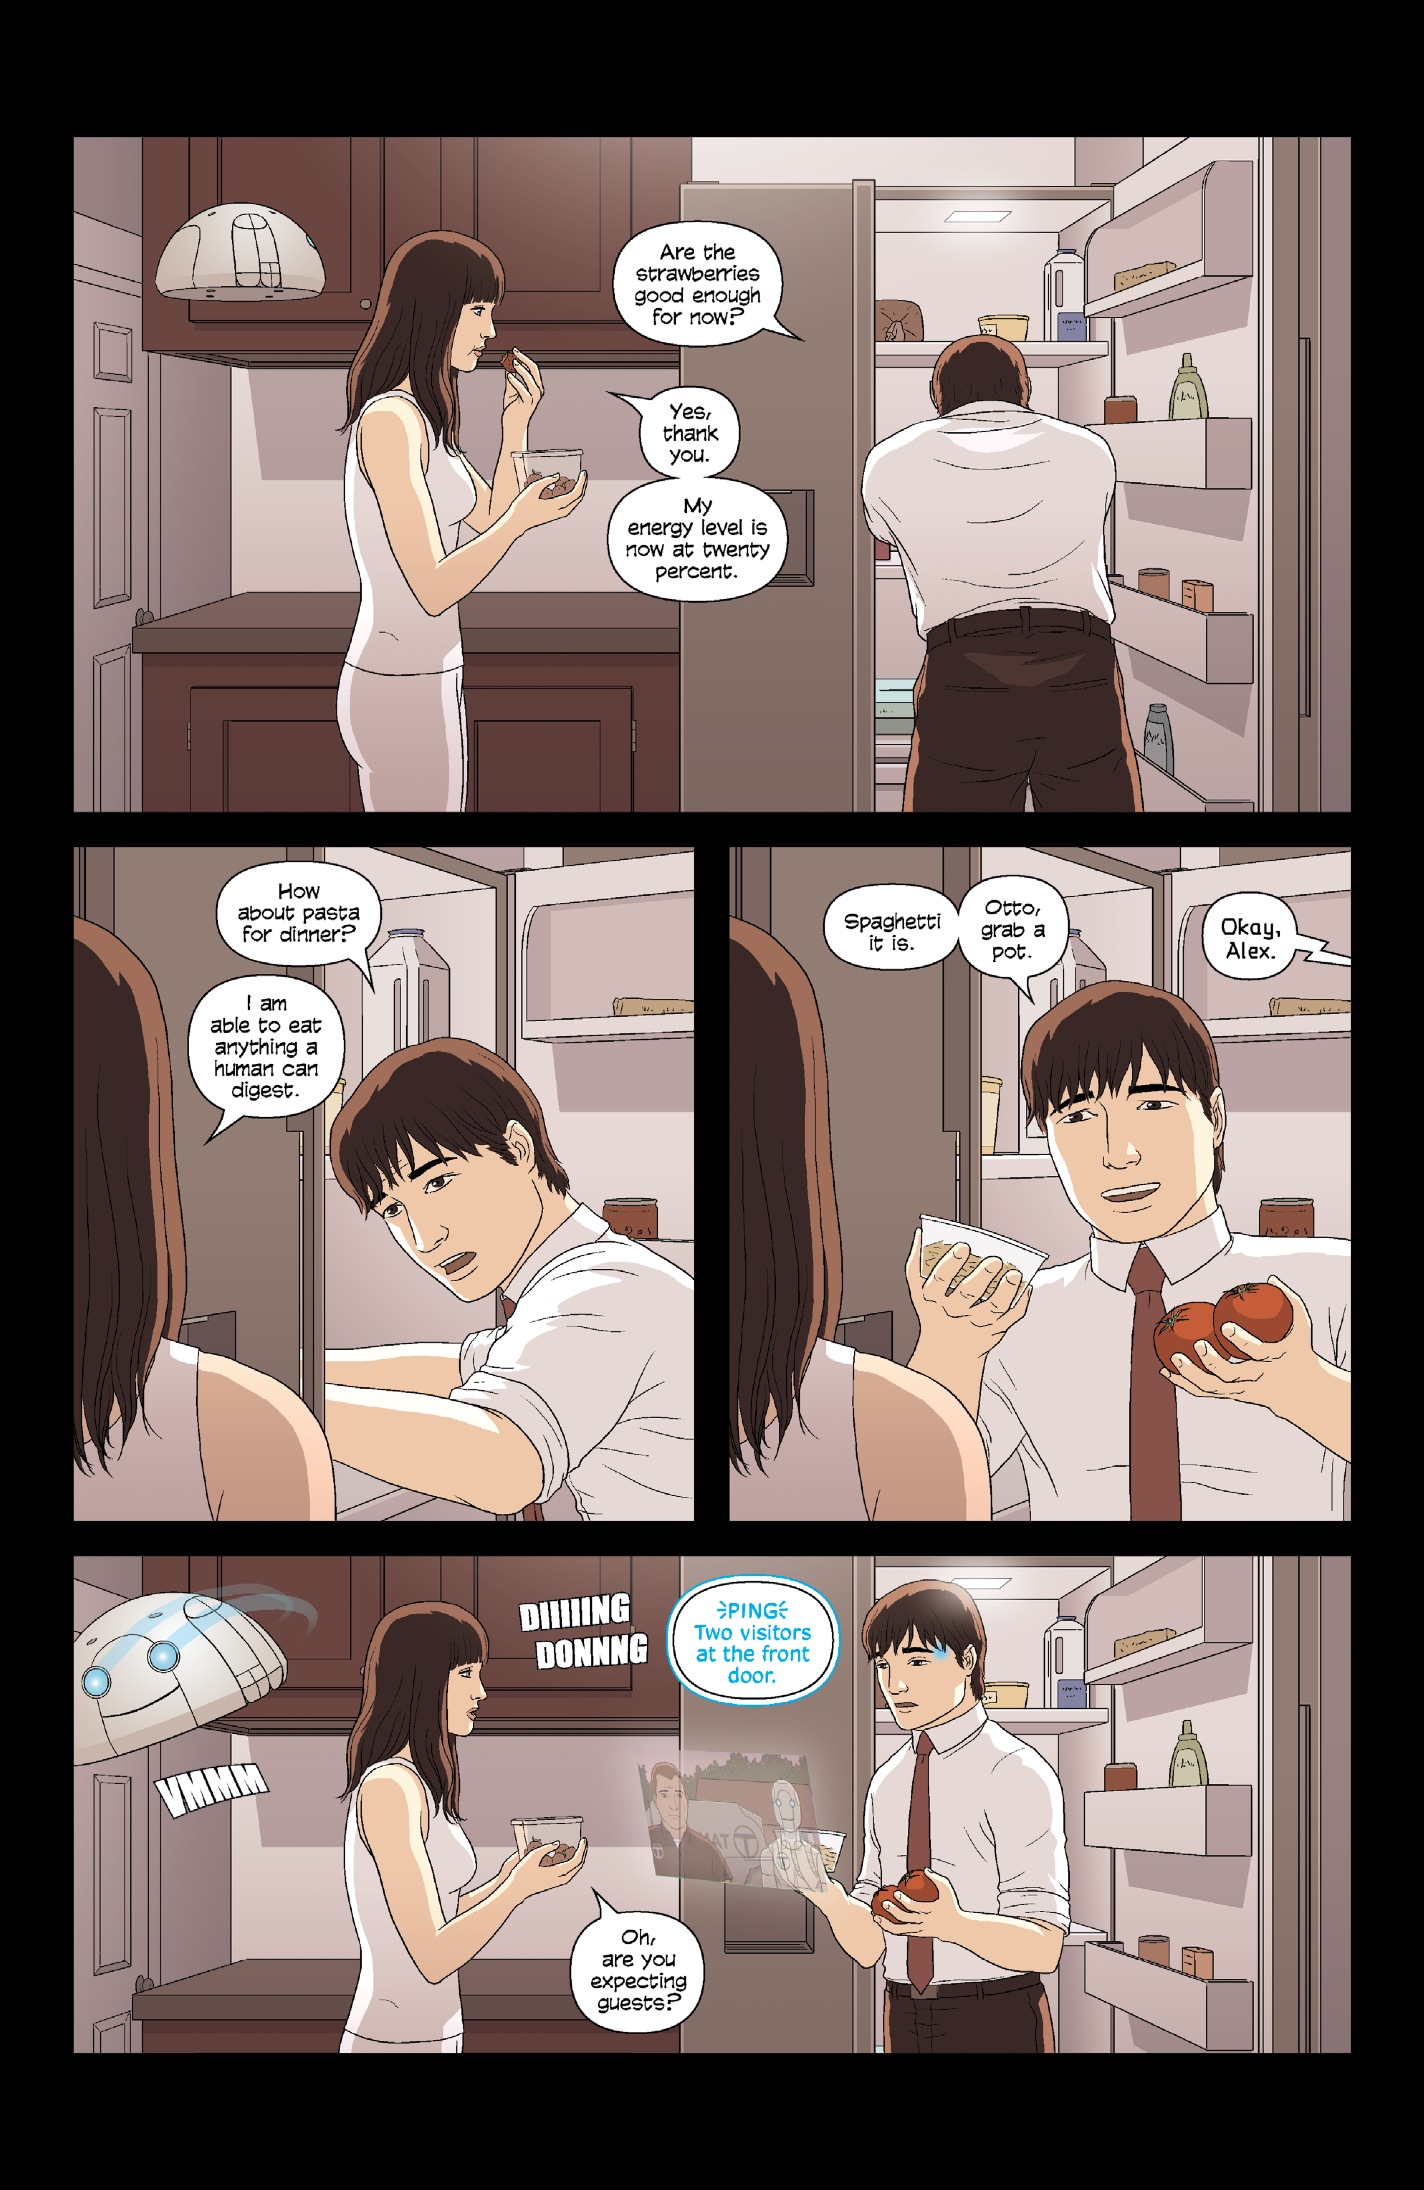 Are the
strawberries
good enough
for now?
Yes,
thank
you.
My
energy level is
now at twenty
percent.
How
about pasta
for dinner?
I am
able to eat
anything a
human can
digest.
Spaghetti
it is.
Otto,
grab a
pot.
Okay,
Alex.
VMMM
DIIIIING
DONNNG
PING
Two visitors
at the front
door.
Oh,
are you
expecting
guests?